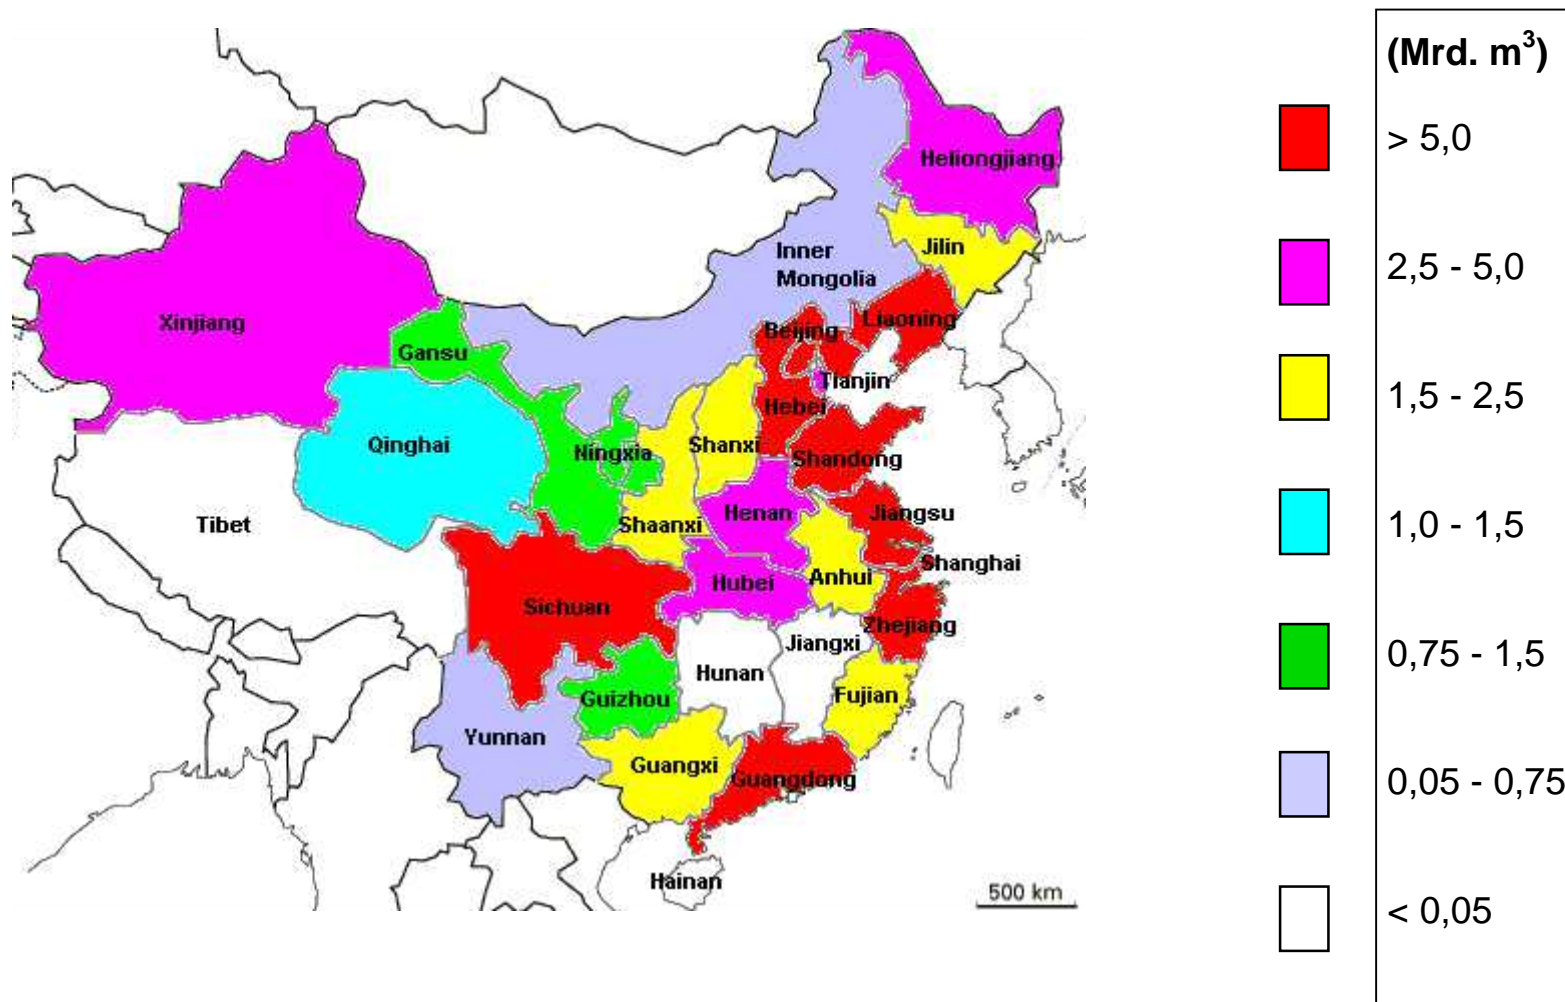 Heliongjiang
Jilin
Inner
Mongolia
Liaoning
Beijing
Xinjiang
Gansu
Tianjin
Hebei
Qinghai
Ningxia
Shanxi
Shandong
Tibet
Shaanxi
Henan
Jiangsu
Shanghai
Anhui
Hubei
Sichuan
Zhejiang
Jiangxi
Hunan
Fujian
Guizhou
Yunnan
Guangxi
Guangdong
Hainan
500 km
(Mrd. m³)
> 5,0
2,5 - 5,0
1,5 - 2,5
1,0 - 1,5
0,75 - 1,5
0,05 - 0,75
< 0,05